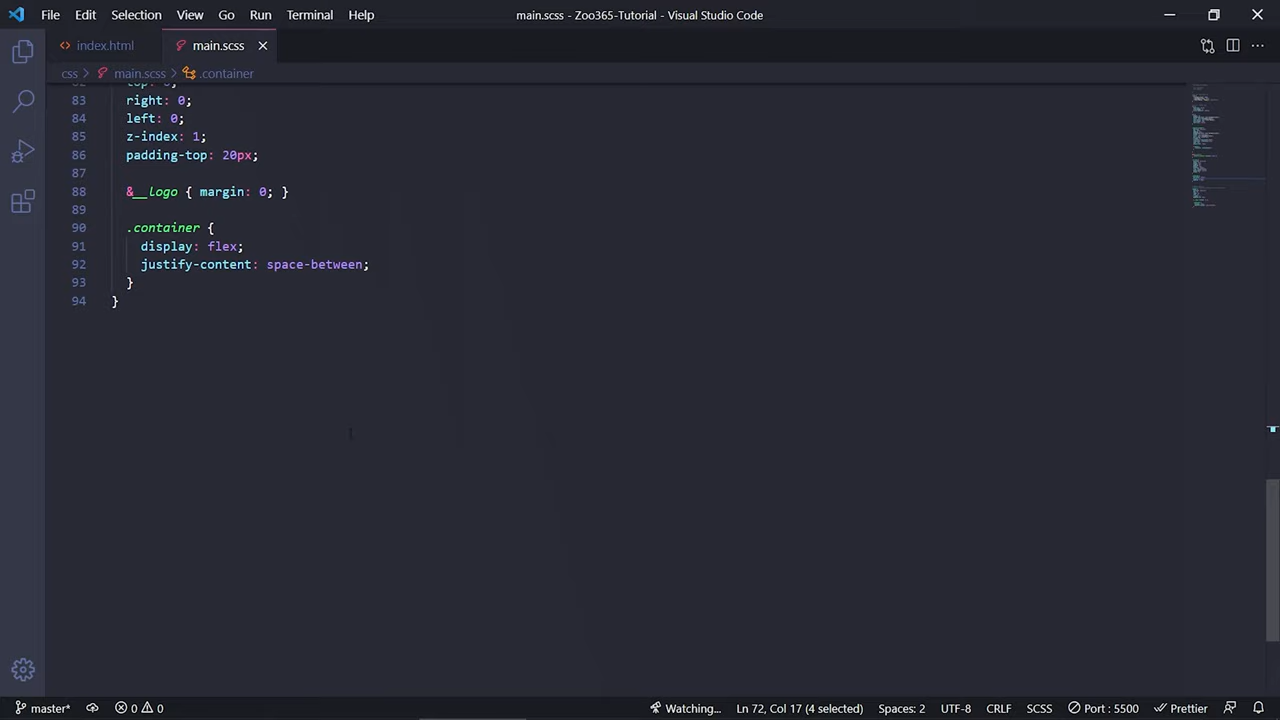 File Edit Selection View Go Run Terminal Help main.scss - Zoo365-Tutorial - Visual Studio Code
index.html main.scss
css > main.scss > .container
82 top: 0;
83 right: 0;
84 left: 0;
85 z-index: 1;
86 padding-top: 20px;
87
88 &__logo { margin: 0; }
89
90 .container {
91 display: flex;
92 justify-content: space-between;
93 }
94 }
master* 0 0 Watching... Ln 72, Col 17 (4 selected) Spaces: 2 UTF-8 CRLF SCSS Port : 5500 Prettier